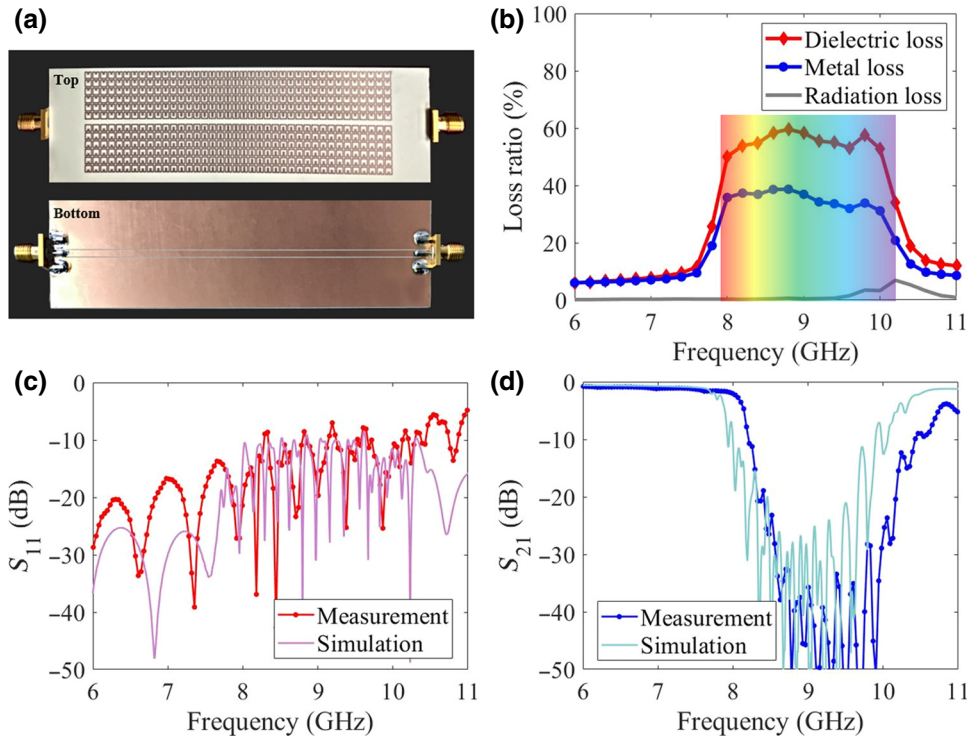 (a)
Top
Bottom
(b)
100
80
60
40
20
0
Loss ratio (%)
Dielectric loss
Metal loss
Radiation loss
6 7 8 9 10 11
Frequency (GHz)
(c)
0
−10
−20
−30
−40
−50
S11 (dB)
Measurement
Simulation
6 7 8 9 10 11
Frequency (GHz)
(d)
0
−10
−20
−30
−40
−50
S21 (dB)
Measurement
Simulation
6 7 8 9 10 11
Frequency (GHz)